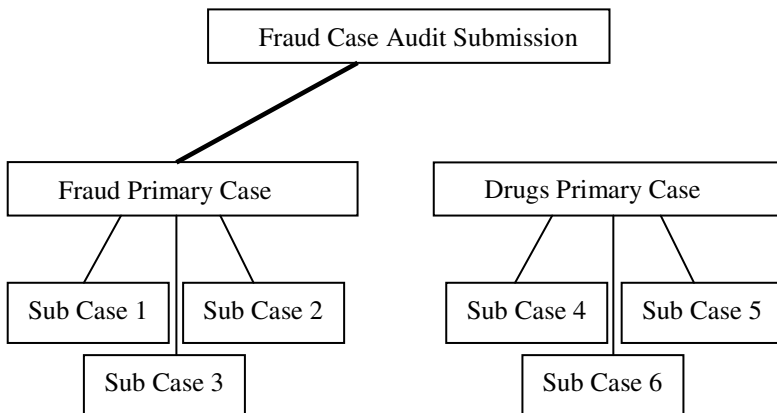 Fraud Case Audit Submission
Fraud Primary Case
Drugs Primary Case
Sub Case 1
Sub Case 2
Sub Case 4
Sub Case 5
Sub Case 3
Sub Case 6